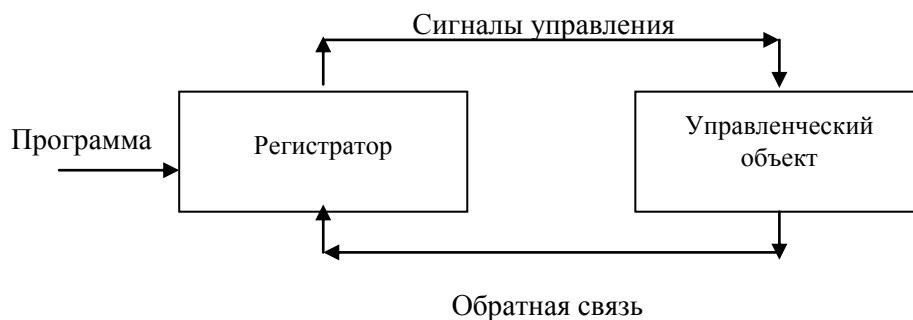 Сигналы управления
Программа
Регистратор
Управленческий
объект
Обратная связь